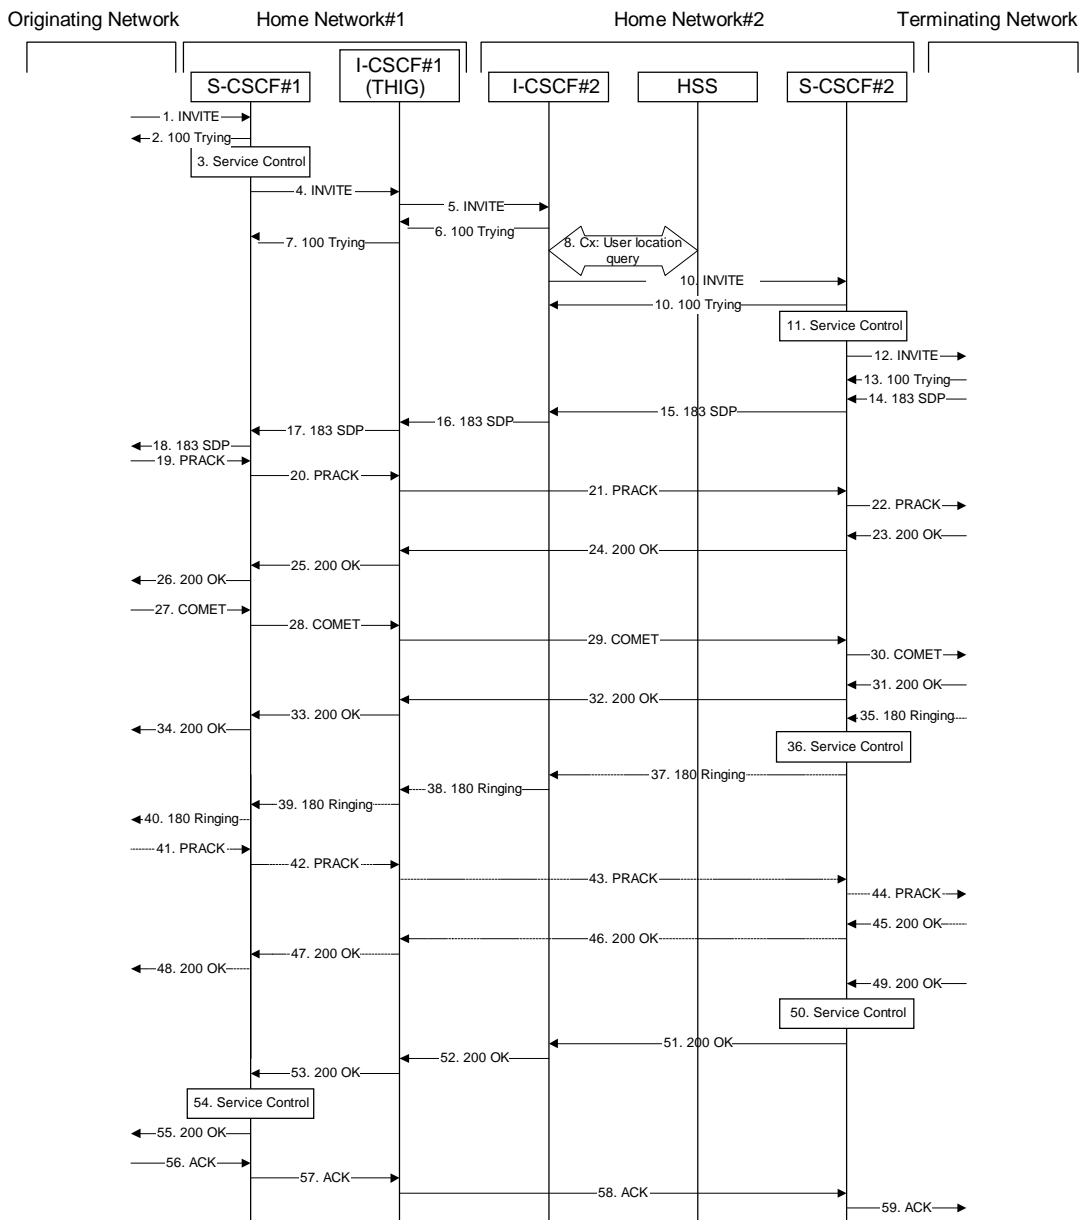 Originating Network
Home Network#1
Home Network#2
Terminating Network
S-CSCF#1
I-CSCF#1
(THIG)
I-CSCF#2
HSS
S-CSCF#2
1. INVITE
2. 100 Trying
3. Service Control
4. INVITE
5. INVITE
6. 100 Trying
7. 100 Trying
8. Cx: User location
query
10. INVITE
10. 100 Trying
11. Service Control
12. INVITE
13. 100 Trying
14. 183 SDP
15. 183 SDP
16. 183 SDP
17. 183 SDP
18. 183 SDP
19. PRACK
20. PRACK
21. PRACK
22. PRACK
23. 200 OK
24. 200 OK
25. 200 OK
26. 200 OK
27. COMET
28. COMET
29. COMET
30. COMET
31. 200 OK
32. 200 OK
33. 200 OK
34. 200 OK
35. 180 Ringing
36. Service Control
37. 180 Ringing
38. 180 Ringing
39. 180 Ringing
40. 180 Ringing
41. PRACK
42. PRACK
43. PRACK
44. PRACK
45. 200 OK
46. 200 OK
47. 200 OK
48. 200 OK
49. 200 OK
50. Service Control
51. 200 OK
52. 200 OK
53. 200 OK
54. Service Control
55. 200 OK
56. ACK
57. ACK
58. ACK
59. ACK